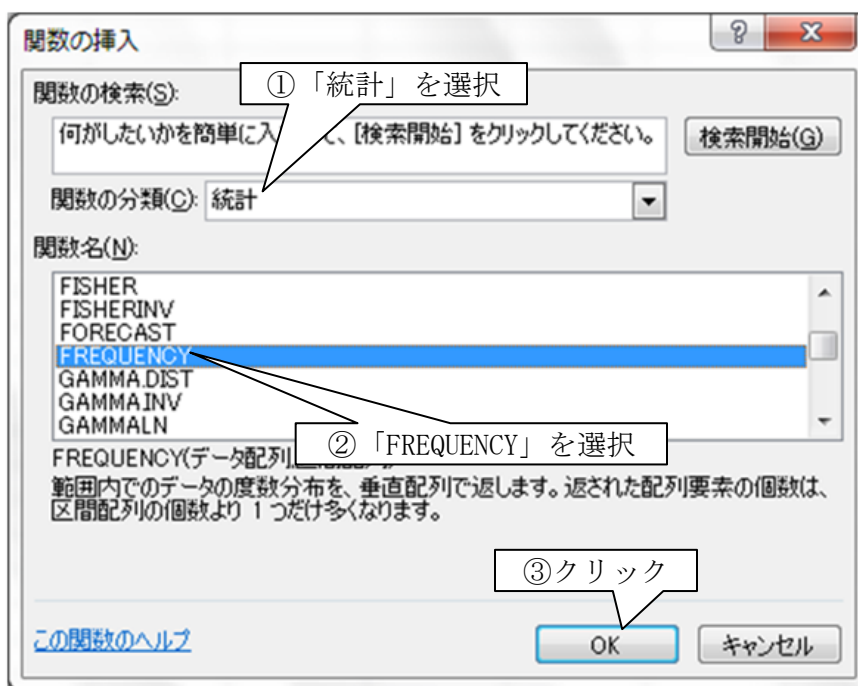 関数の挿入
①「統計」を選択
関数の検索(S):
何がしたいかを簡単に入 て、[検索開始] をクリックしてください。
検索開始(G)
関数の分類(C): 統計
関数名(N):
FISHER
FISHERINV
FORECAST
FREQUENCY
GAMMA.DIST
GAMMA.INV
GAMMALN
②「FREQUENCY」を選択
FREQUENCY(データ配列,
範囲内でのデータの度数分布を、垂直配列で返します。返された配列要素の個数は、
区間配列の個数より 1 つだけ多くなります。
③クリック
この関数のヘルプ
OK
キャンセル